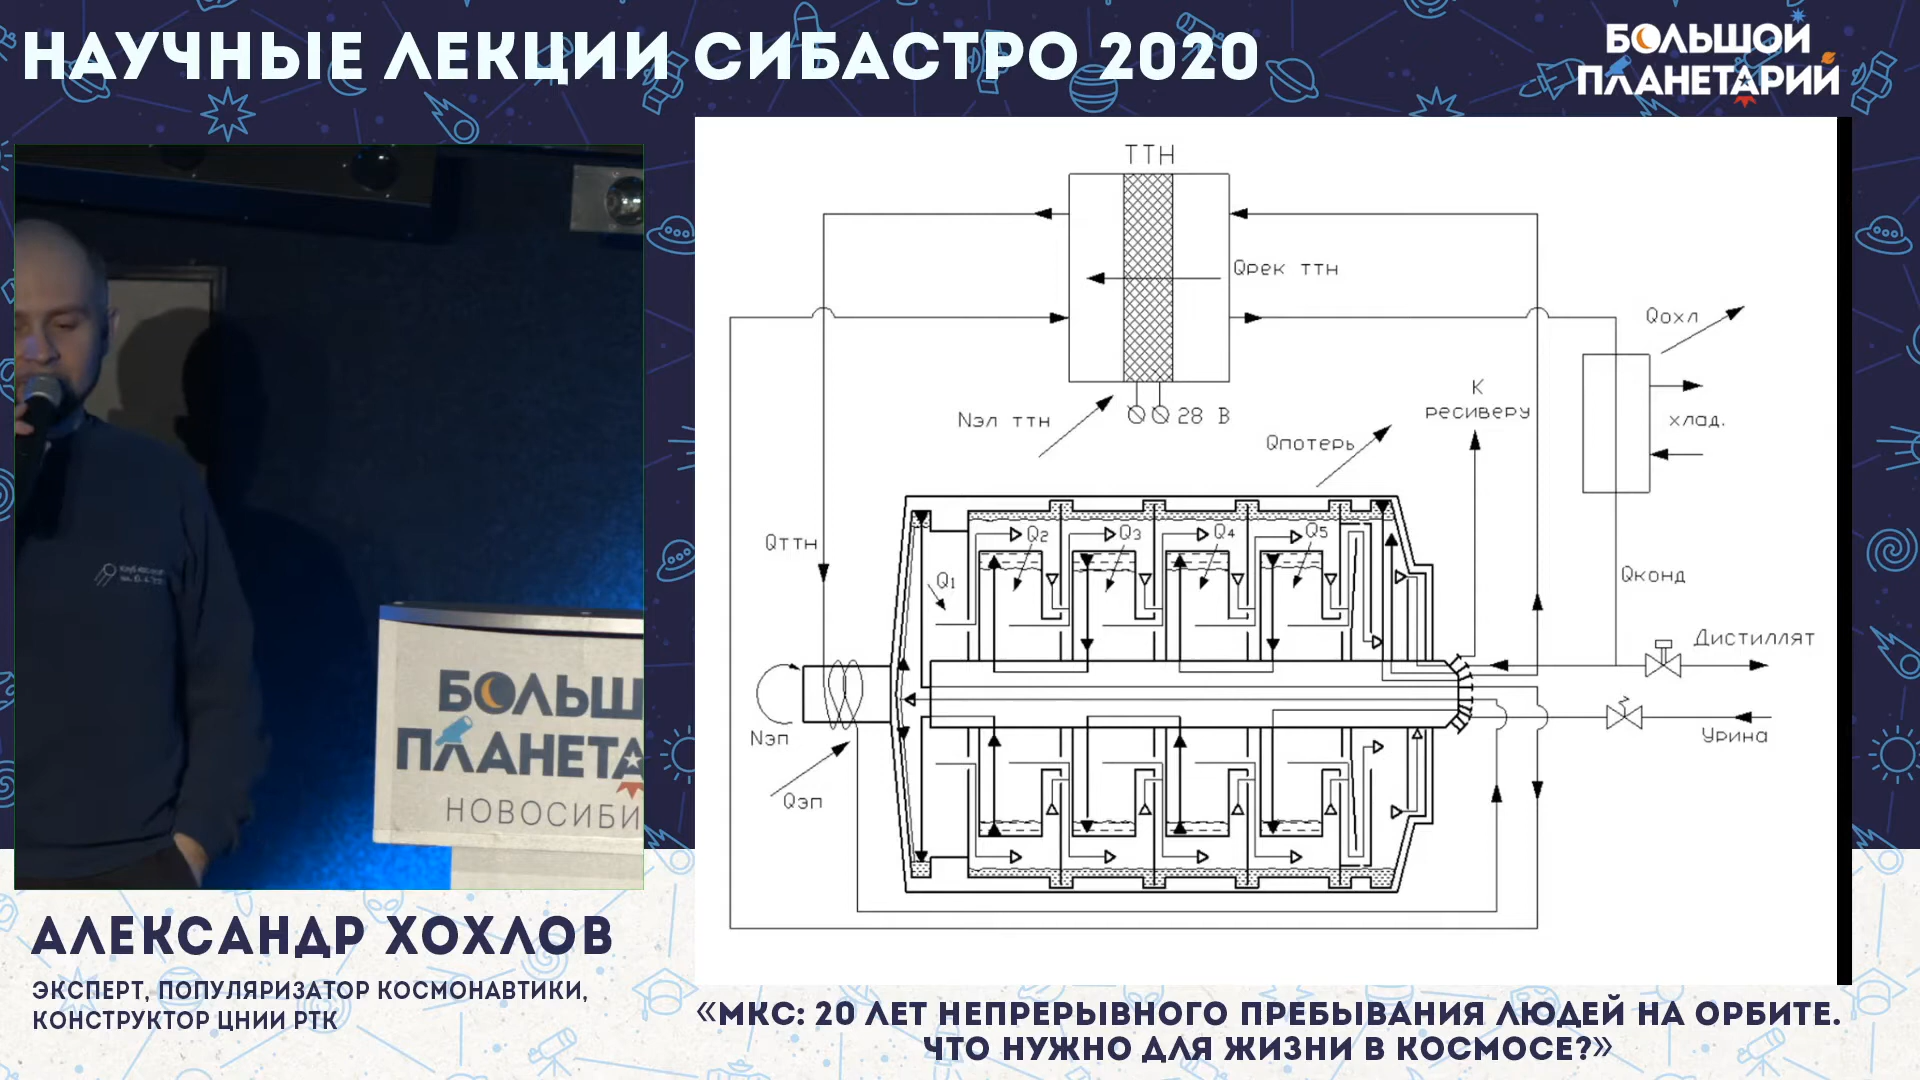 НАУЧНЫЕ ЛЕКЦИИ СИБАСТРО 2020
БОЛЬШОЙ
ПЛАНЕТАРИЙ
ТТН
Qрек ттн
Qохл
К
ресиверу
хлад.
Nэл ттн
28 В
Qпотерь
Qттн
Q1
Q2
Q3
Q4
Q5
Qконд
Дистиллят
Урина
Nэп
Qэп
БОЛЬШ
ПЛАНЕТА
НОВОСИБИ
АЛЕКСАНДР ХОХЛОВ
ЭКСПЕРТ, ПОПУЛЯРИЗАТОР КОСМОНАВТИКИ,
КОНСТРУКТОР ЦНИИ РТК
«МКС: 20 ЛЕТ НЕПРЕРЫВНОГО ПРЕБЫВАНИЯ ЛЮДЕЙ НА ОРБИТЕ.
ЧТО НУЖНО ДЛЯ ЖИЗНИ В КОСМОСЕ?»